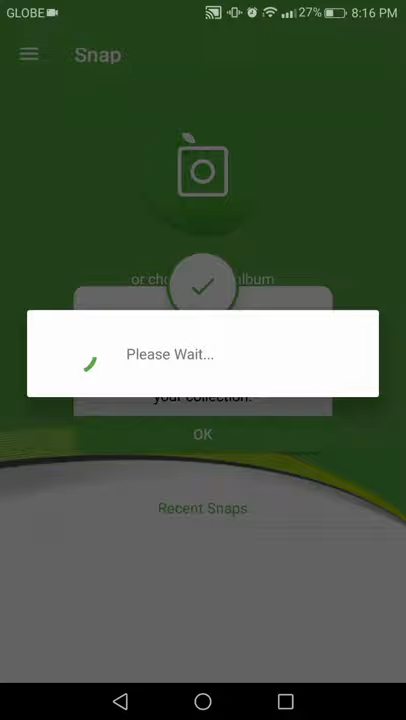 GLOBE 27% 8:16 PM
Snap
or cho album
Please Wait...
your collection.
OK
Recent Snaps